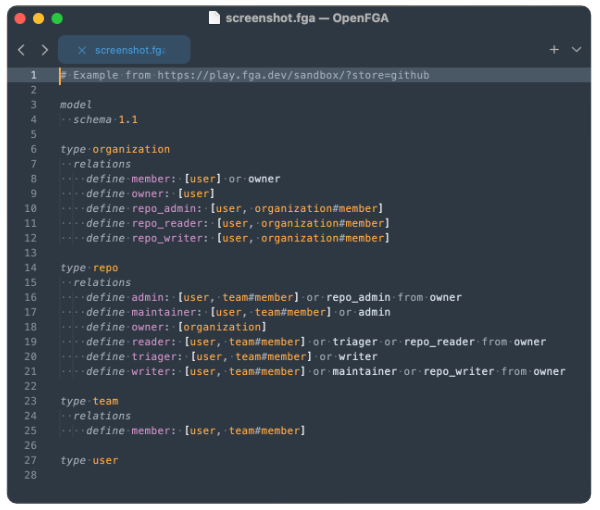 screenshot.fga — OpenFGA
screenshot.fga
1 # Example from https://play.fga.dev/sandbox/?store=github
2
3 model
4 schema 1.1
5
6 type organization
7 relations
8 define member: [user] or owner
9 define owner: [user]
10 define repo_admin: [user, organization#member]
11 define repo_reader: [user, organization#member]
12 define repo_writer: [user, organization#member]
13
14 type repo
15 relations
16 define admin: [user, team#member] or repo_admin from owner
17 define maintainer: [user, team#member] or admin
18 define owner: [organization]
19 define reader: [user, team#member] or triager or repo_reader from owner
20 define triager: [user, team#member] or writer
21 define writer: [user, team#member] or maintainer or repo_writer from owner
22
23 type team
24 relations
25 define member: [user, team#member]
26
27 type user
28